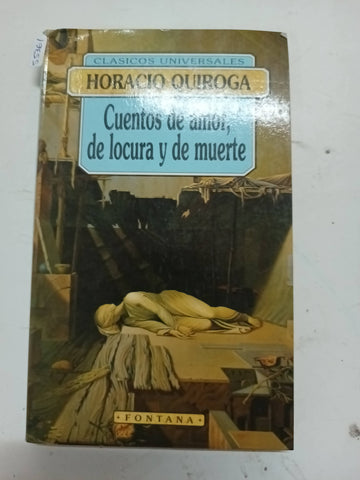 CLASICOS UNIVERSALES
HORACIO QUIROGA
Cuentos de amor,
de locura y de muerte
· FONTANA ·